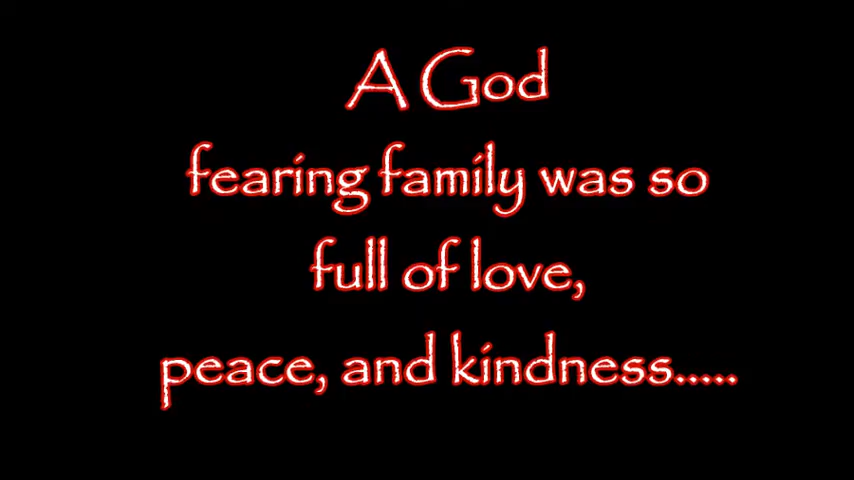 A God
fearing family was so
full of love,
peace, and kindness.....